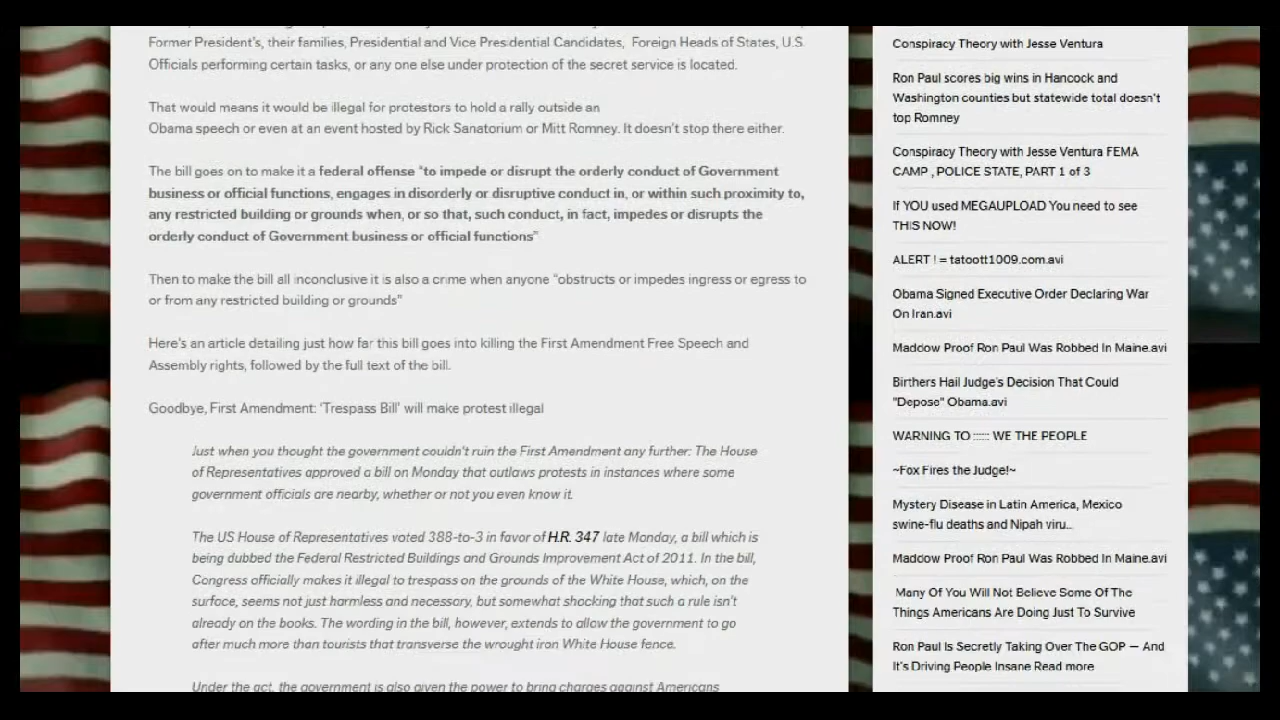 Former President's, their families, Presidential and Vice Presidential Candidates, Foreign Heads of States, U.S.
Officials performing certain tasks, or any one else under protection of the secret service is located.
That would means it would be illegal for protestors to hold a rally outside an
Obama speech or even at an event hosted by Rick Sanatorium or Mitt Romney. It doesn't stop there either.
The bill goes on to make it a federal offense "to impede or disrupt the orderly conduct of Government
business or official functions, engages in disorderly or disruptive conduct in, or within such proximity to,
any restricted building or grounds when, or so that, such conduct, in fact, impedes or disrupts the
orderly conduct of Government business or official functions"
Then to make the bill all inconclusive it is also a crime when anyone "obstructs or impedes ingress or egress to
or from any restricted building or grounds"
Here's an article detailing just how far this bill goes into killing the First Amendment Free Speech and
Assembly rights, followed by the full text of the bill.
Goodbye, First Amendment: 'Trespass Bill' will make protest illegal
Just when you thought the government couldn't ruin the First Amendment any further: The House
of Representatives approved a bill on Monday that outlaws protests in instances where some
government officials are nearby, whether or not you even know it.
The US House of Representatives voted 388-to-3 in favor of H.R. 347 late Monday, a bill which is
being dubbed the Federal Restricted Buildings and Grounds Improvement Act of 2011. In the bill,
Congress officially makes it illegal to trespass on the grounds of the White House, which, on the
surface, seems not just harmless and necessary, but somewhat shocking that such a rule isn't
already on the books. The wording in the bill, however, extends to allow the government to go
after much more than tourists that transverse the wrought iron White House fence.
Under the act, the government is also given the power to bring charges against Americans
Conspiracy Theory with Jesse Ventura
Ron Paul scores big wins in Hancock and
Washington counties but statewide total doesn't
top Romney
Conspiracy Theory with Jesse Ventura FEMA
CAMP , POLICE STATE, PART 1 of 3
If YOU used MEGAUPLOAD You need to see
THIS NOW!
ALERT ! = tatoott1009.com.avi
Obama Signed Executive Order Declaring War
On Iran.avi
Maddow Proof Ron Paul Was Robbed In Maine.avi
Birthers Hail Judge's Decision That Could
"Depose" Obama.avi
WARNING TO :::::: WE THE PEOPLE
~Fox Fires the Judge!~
Mystery Disease in Latin America, Mexico
swine-flu deaths and Nipah viru...
Maddow Proof Ron Paul Was Robbed In Maine.avi
Many Of You Will Not Believe Some Of The
Things Americans Are Doing Just To Survive
Ron Paul Is Secretly Taking Over The GOP — And
It's Driving People Insane Read more